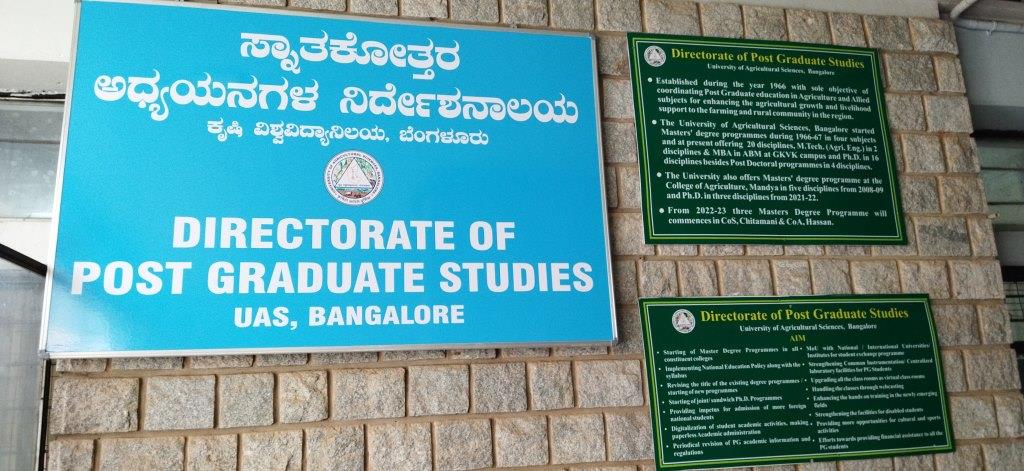 ಸ್ನಾತಕೋತ್ತರ
ಅಧ್ಯಯನಗಳ ನಿರ್ದೇಶನಾಲಯ
ಕೃಷಿ ವಿಶ್ವವಿದ್ಯಾನಿಲಯ, ಬೆಂಗಳೂರು
DIRECTORATE OF
POST GRADUATE STUDIES
UAS, BANGALORE
Directorate of Post Graduate Studies
University of Agricultural Sciences, Bangalore
• Established during the year 1966 with sole objective of
coordinating Post Graduate education in Agriculture and Allied
subjects for enhancing the agricultural growth and livelihood
support to the farming and rural community in the region.
• The University of Agricultural Sciences, Bangalore started
Masters' degree programmes during 1966-67 in four subjects
and at present offering 20 disciplines, M.Tech. (Agri. Eng.) in 2
disciplines & MBA in ABM at GKVK campus and Ph.D. in 16
disciplines besides Post Doctoral programmes in 4 disciplines.
• The University also offers Masters' degree programme at the
College of Agriculture, Mandya in five disciplines from 2008-09
and Ph.D. in three disciplines from 2021-22.
• From 2022-23 three Masters Degree Programme will
commences in CoS, Chitamani & CoA, Hassan.
Directorate of Post Graduate Studies
University of Agricultural Sciences, Bangalore
AIM
• Starting of Master Degree Programmes in all
constituent colleges
• Implementing National Education Policy along with the
syllabus
• Revising the title of the existing degree programmes /
starting of new programmes
• Starting of joint/ sandwich Ph.D. Programmes
• Providing impetus for admission of more foreign
national students
• Digitalization of student academic activities, making
paperless Academic administration
• Periodical revision of PG academic information and
regulations
• MoU with National / International Universities/
Institutes for student exchange programme
• Strengthening Common Instrumentation/ Centralized
laboratory facilities for PG Students
• Upgrading all the class rooms as virtual class rooms
• Handling the classes through webcasting
• Enhancing the hands on training in the newly emerging
fields
• Strengthening the facilities for disabled students
• Providing more opportunities for cultural and sports
activities
• Efforts towards providing financial assistance to all the
PG students